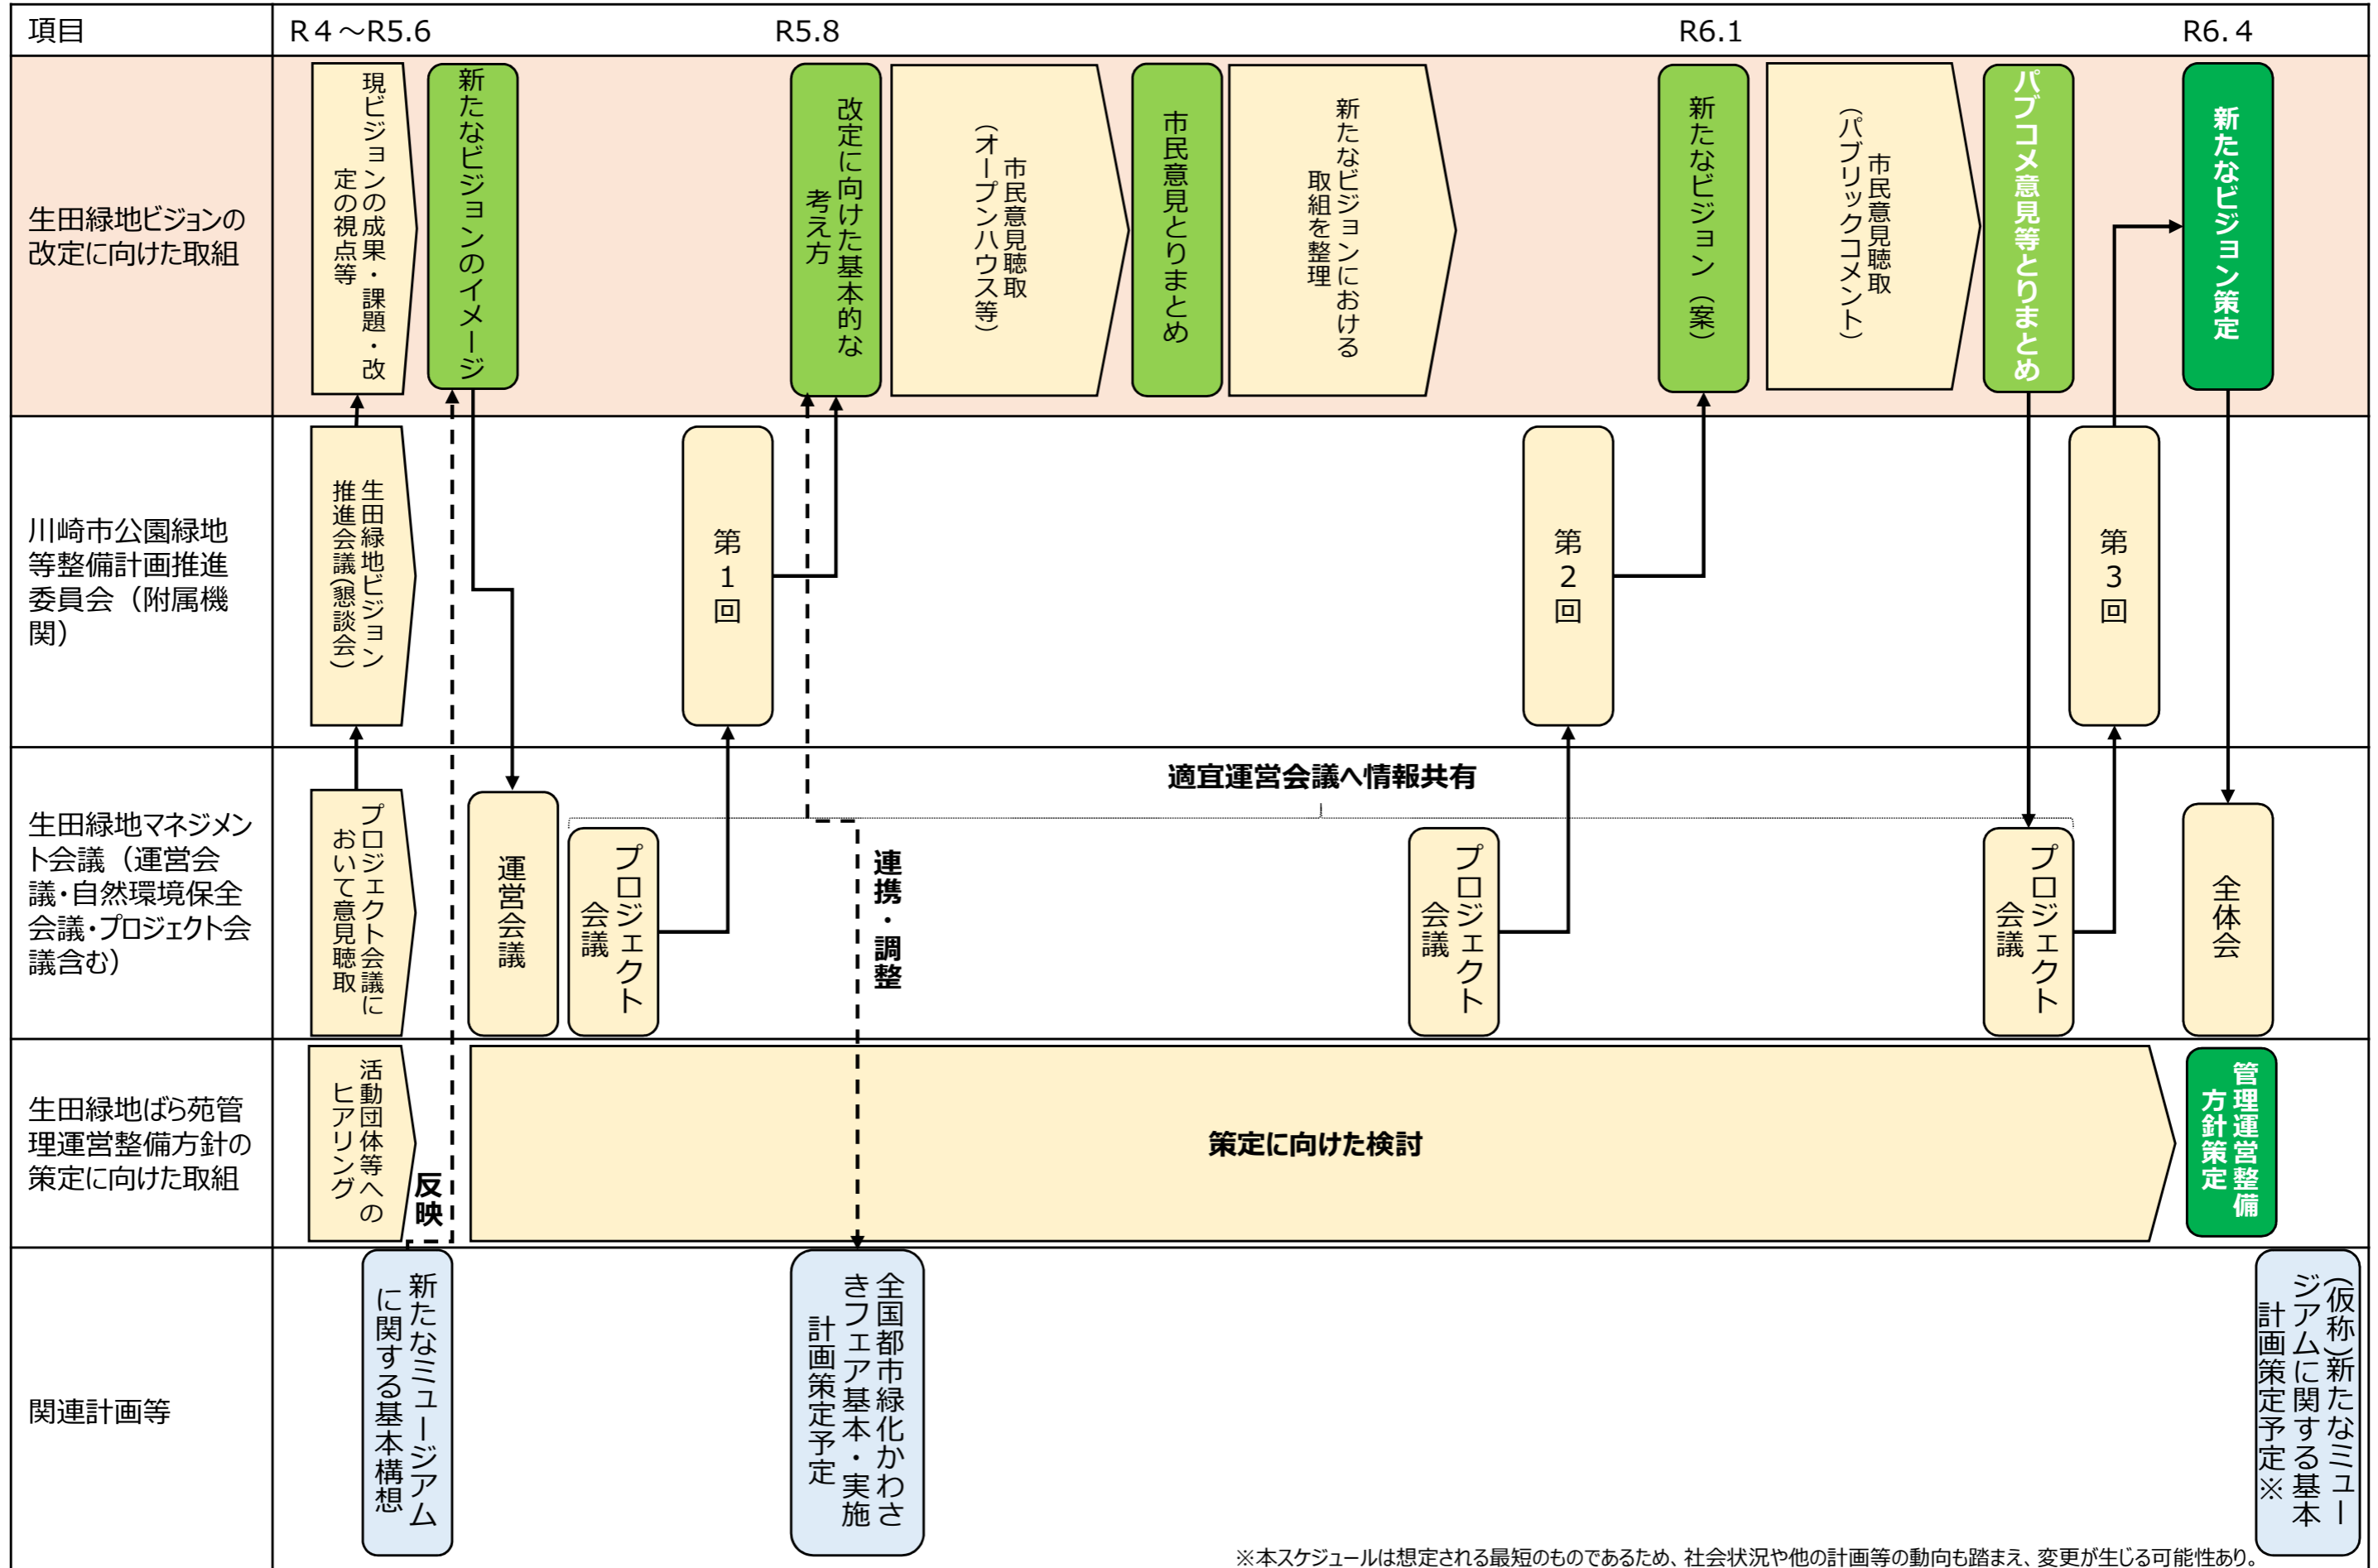 項目
R４～R5.6
R5.8
R6.1
R6.４
生田緑地ビジョンの
改定に向けた取組
現ビジョンの成果・課題・改
定の視点等
新たなビジョンのイメージ
改定に向けた基本的な
考え方
市民意見聴取
（オープンハウス等）
市民意見とりまとめ
新たなビジョンにおける
取組を整理
新たなビジョン（案）
市民意見聴取
（パブリックコメント）
パブコメ意見等とりまとめ
新たなビジョン策定
川崎市公園緑地
等整備計画推進
委員会（附属機
関）
生田緑地ビジョン
推進会議(懇談会)
第１回
第２回
第３回
生田緑地マネジメン
ト会議（運営会
議・自然環境保全
会議・プロジェクト会
議含む）
プロジェクト会議に
おいて意見聴取
運営会議
プロジェクト
会議
適宜運営会議へ情報共有
連携・調整
プロジェクト
会議
プロジェクト
会議
全体会
生田緑地ばら苑管
理運営整備方針の
策定に向けた取組
活動団体等への
ヒアリング
反映
策定に向けた検討
管理運営整備
方針策定
関連計画等
新たなミュージアム
に関する基本構想
全国都市緑化かわさ
きフェア基本・実施
計画策定予定
(仮称)新たなミュー
ジアムに関する基本
計画策定予定※
※本スケジュールは想定される最短のものであるため、社会状況や他の計画等の動向も踏まえ、変更が生じる可能性あり。